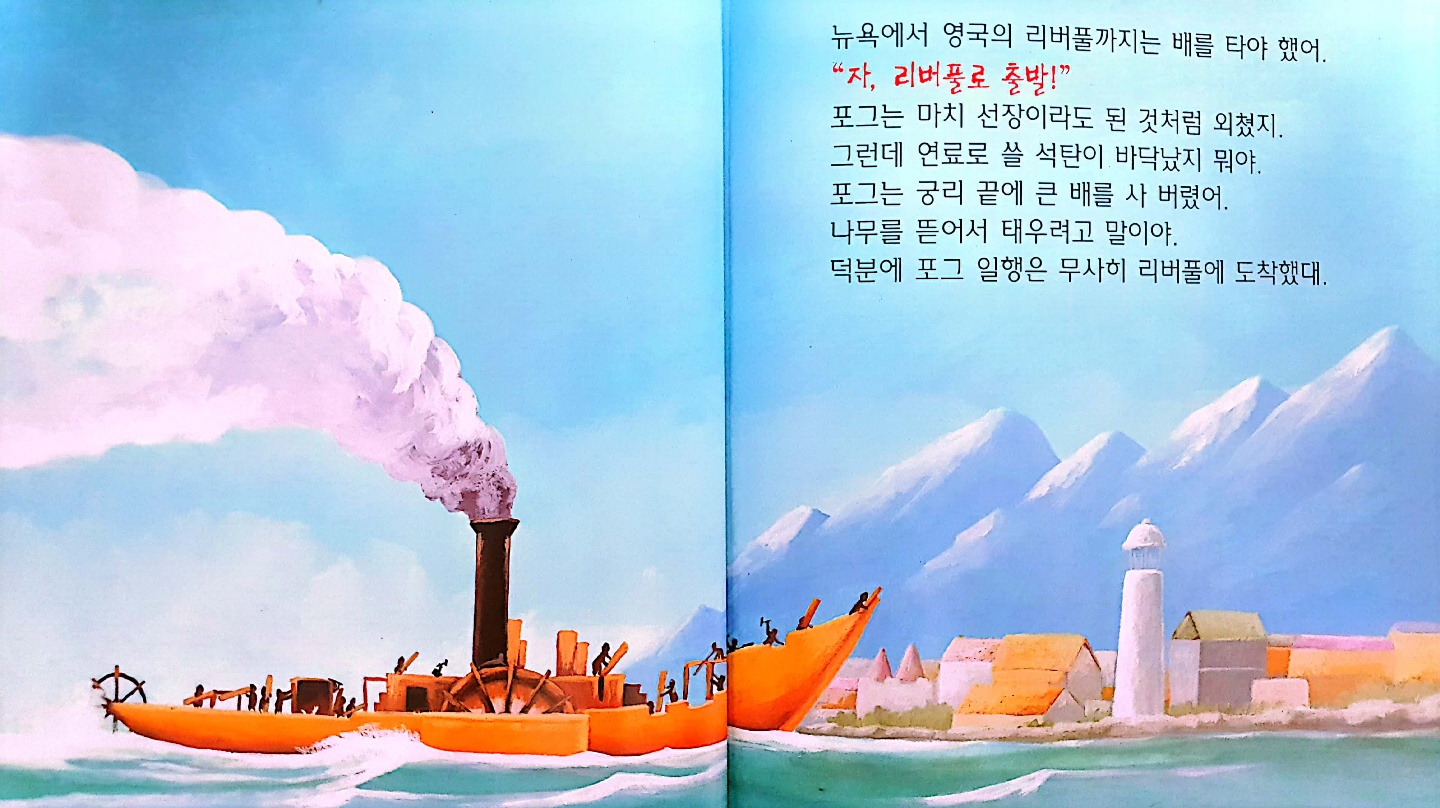 뉴욕에서 영국의 리버풀까지는 배를 타야 했어.
“자, 리버풀로 출발!”
포그는 마치 선장이라도 된 것처럼 외쳤지.
그런데 연료로 쓸 석탄이 바닥났지 뭐야.
포그는 궁리 끝에 큰 배를 사 버렸어.
나무를 뜯어서 태우려고 말이야.
덕분에 포그 일행은 무사히 리버풀에 도착했대.